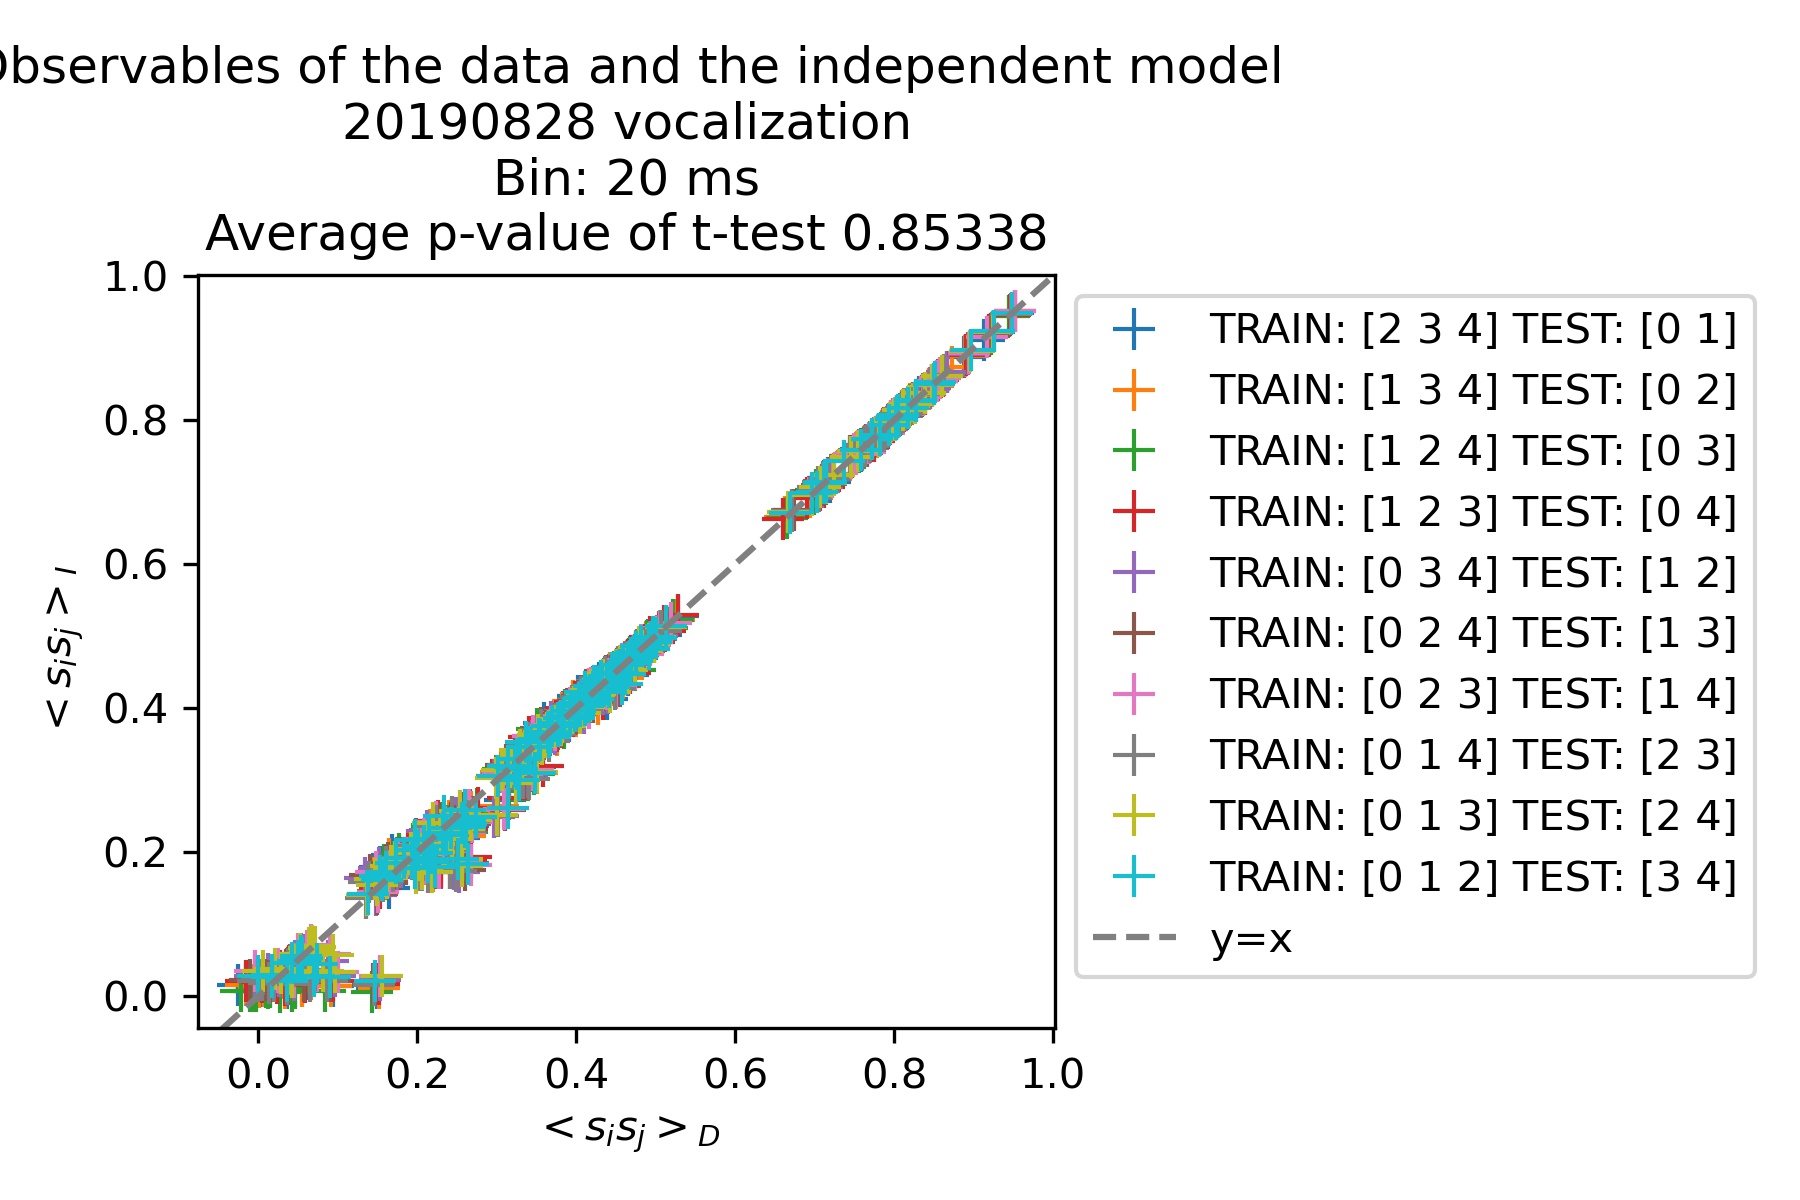 Observables of the data and the independent model
20190828 vocalization
Bin: 20 ms
Average p-value of t-test 0.85338
1.0
0.8
0.6
0.4
0.2
0.0
< s_i s_j >_I
0.0 0.2 0.4 0.6 0.8 1.0
< s_i s_j >_D
TRAIN: [2 3 4] TEST: [0 1]
TRAIN: [1 3 4] TEST: [0 2]
TRAIN: [1 2 4] TEST: [0 3]
TRAIN: [1 2 3] TEST: [0 4]
TRAIN: [0 3 4] TEST: [1 2]
TRAIN: [0 2 4] TEST: [1 3]
TRAIN: [0 2 3] TEST: [1 4]
TRAIN: [0 1 4] TEST: [2 3]
TRAIN: [0 1 3] TEST: [2 4]
TRAIN: [0 1 2] TEST: [3 4]
y=x